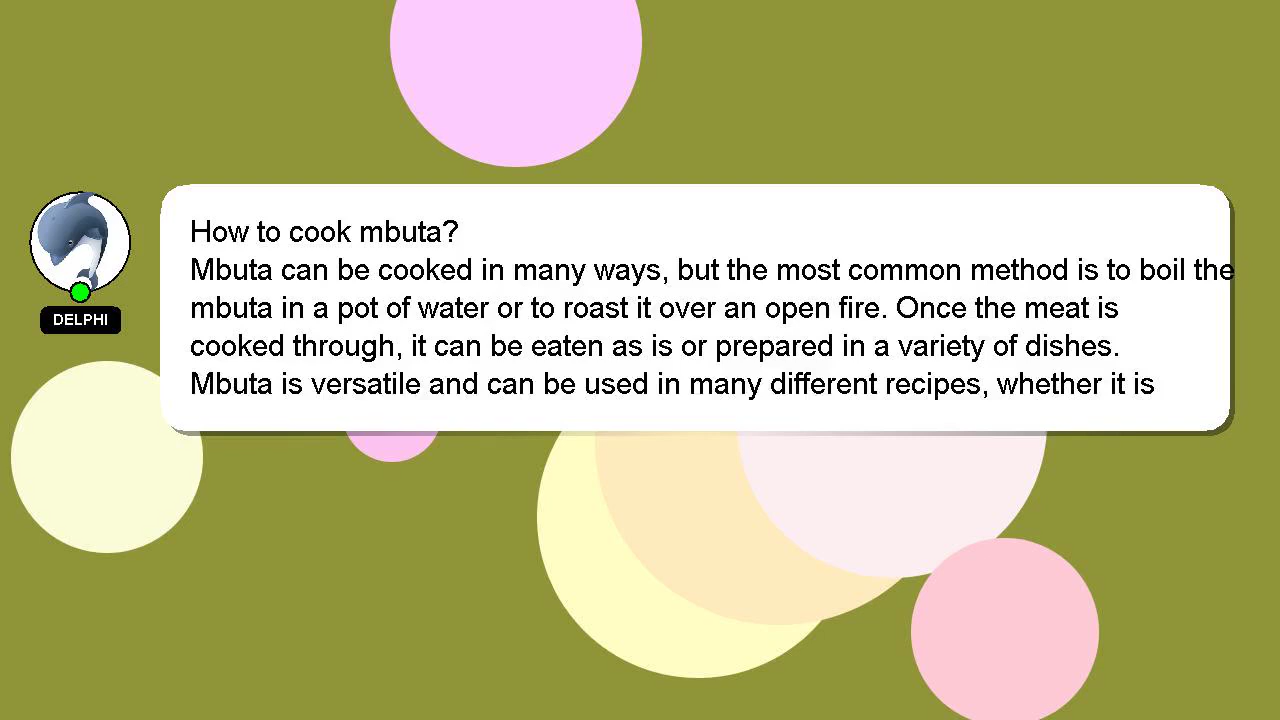 How to cook mbuta?
Mbuta can be cooked in many ways, but the most common method is to boil the
mbuta in a pot of water or to roast it over an open fire. Once the meat is
cooked through, it can be eaten as is or prepared in a variety of dishes.
Mbuta is versatile and can be used in many different recipes, whether it is
DELPHI